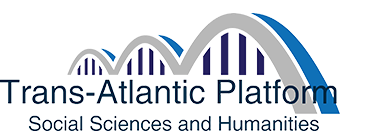 Trans-Atlantic Platform
Social Sciences and Humanities